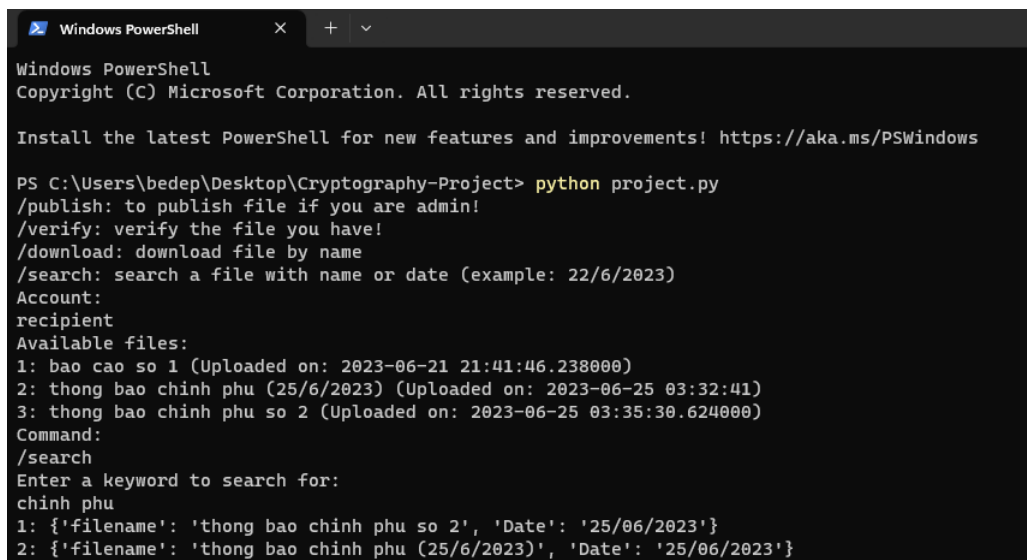 Windows PowerShell
Windows PowerShell
Copyright (C) Microsoft Corporation. All rights reserved.
Install the latest PowerShell for new features and improvements! https://aka.ms/PSWindows
PS C:\Users\bedep\Desktop\Cryptography-Project> python project.py
/publish: to publish file if you are admin!
/verify: verify the file you have!
/download: download file by name
/search: search a file with name or date (example: 22/6/2023)
Account:
recipient
Available files:
1: bao cao so 1 (Uploaded on: 2023-06-21 21:41:46.238000)
2: thong bao chinh phu (25/6/2023) (Uploaded on: 2023-06-25 03:32:41)
3: thong bao chinh phu so 2 (Uploaded on: 2023-06-25 03:35:30.624000)
Command:
/search
Enter a keyword to search for:
chinh phu
1: {'filename': 'thong bao chinh phu so 2', 'Date': '25/06/2023'}
2: {'filename': 'thong bao chinh phu (25/6/2023)', 'Date': '25/06/2023'}